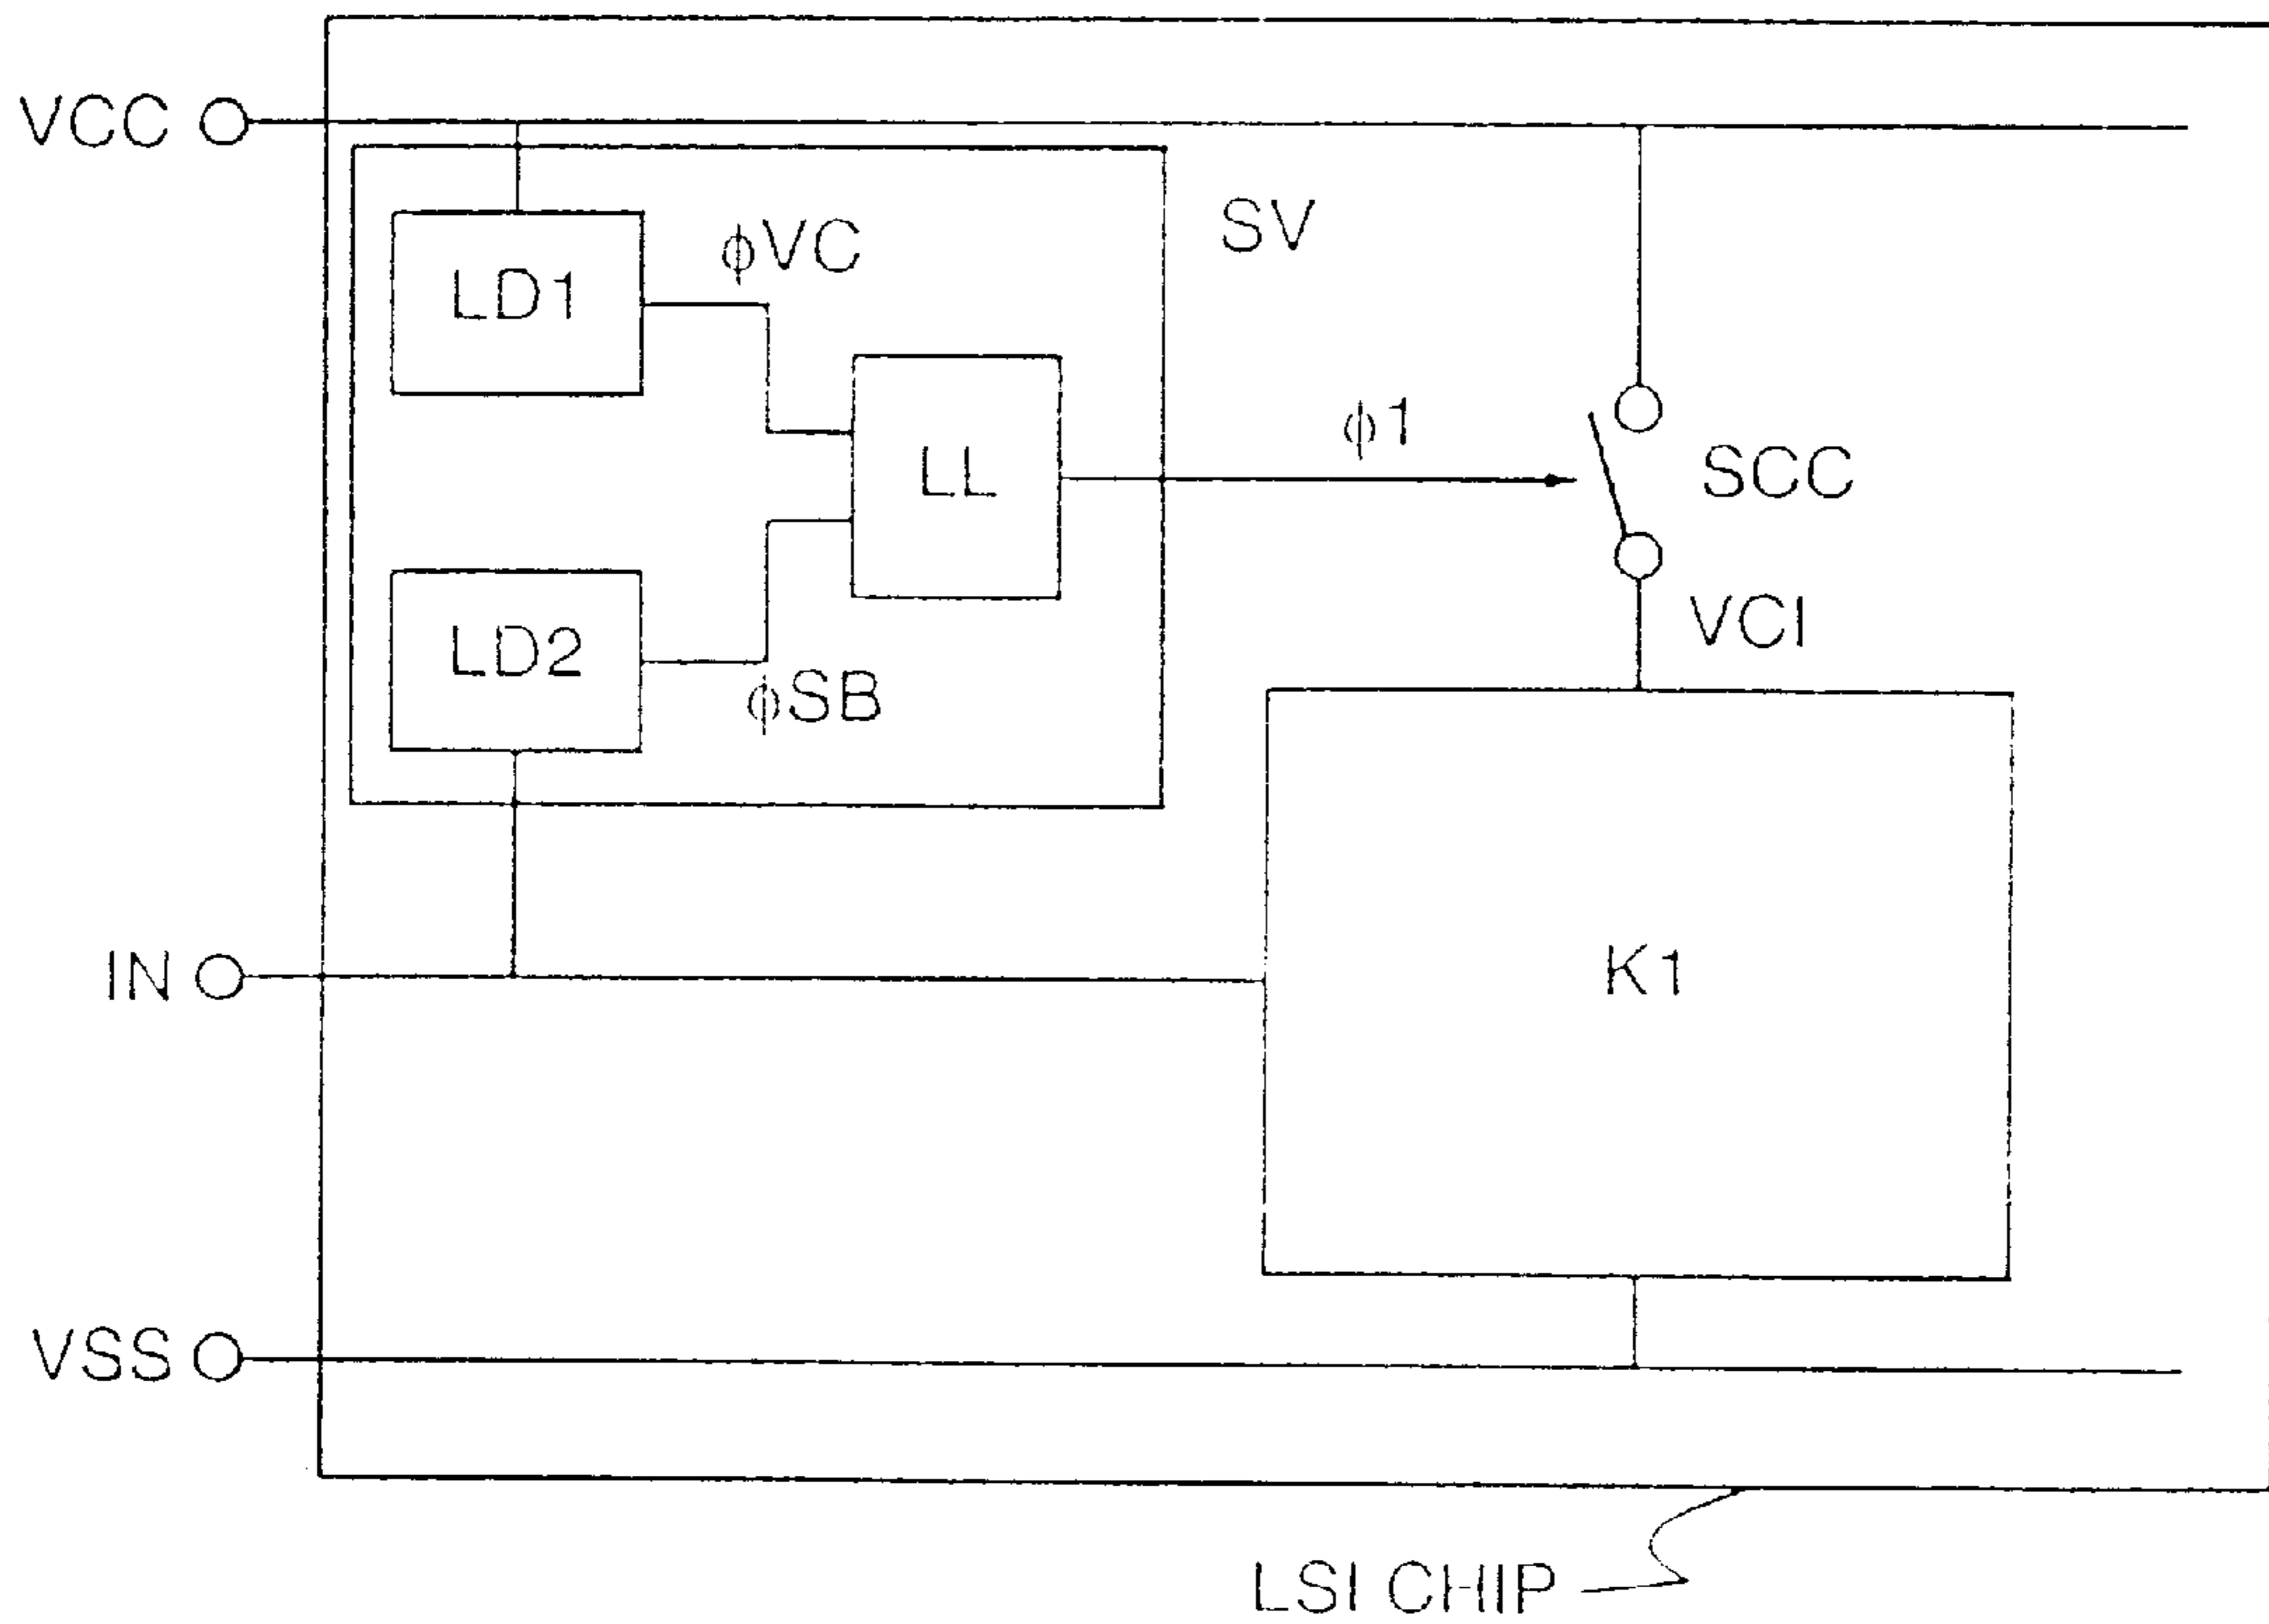 VCC
SV
ϕVC
LD1
ϕ1
LL
SCC
VCI
LD2
ϕSB
IN
K1
VSS
LSI CHIP